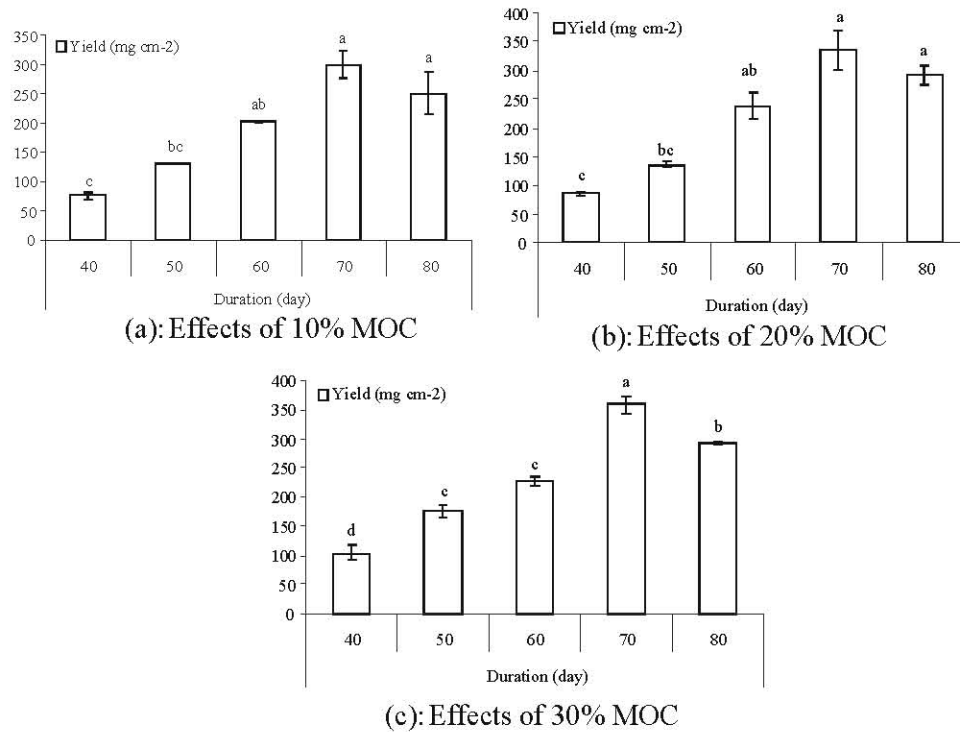 Yield (mg cm-2)
350
300
250
200
150
100
50
0
c
bc
ab
a
a
40 50 60 70 80
Duration (day)
(a): Effects of 10% MOC
Yield (mg cm-2)
400
350
300
250
200
150
100
50
0
c
bc
ab
a
a
40 50 60 70 80
Duration (day)
(b): Effects of 20% MOC
Yield (mg cm-2)
400
350
300
250
200
150
100
50
0
d
c
c
a
b
40 50 60 70 80
Duration (day)
(c): Effects of 30% MOC